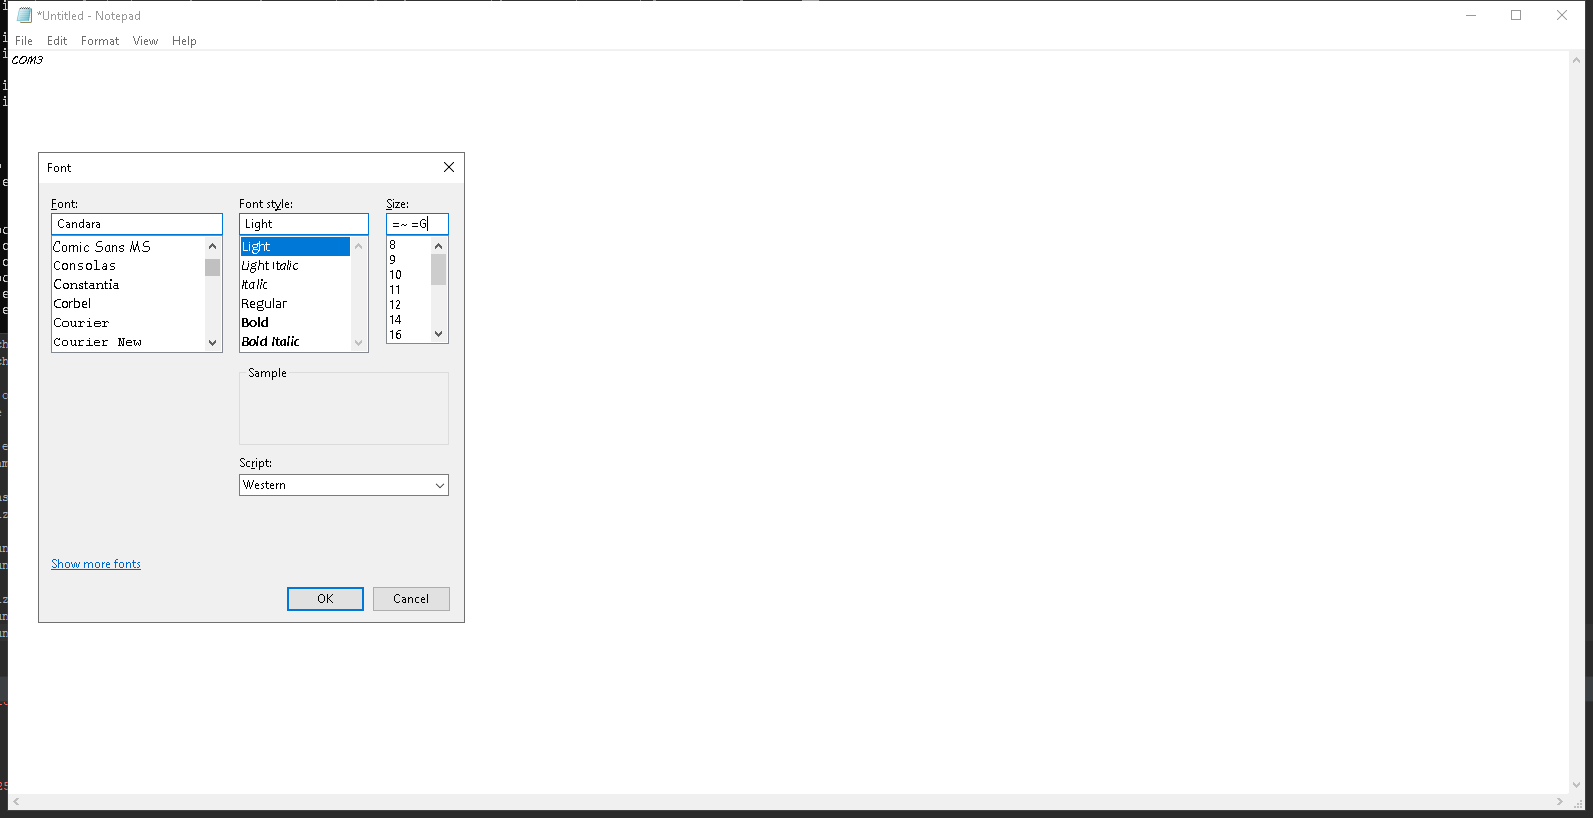 *Untitled - Notepad
File Edit Format View Help
COM3
Font
Font: Font style: Size:
Candara Light =~ =G
Comic Sans MS
Consolas
Constantia
Corbel
Courier
Courier New
Light
Light Italic
Italic
Regular
Bold
Bold Italic
8
9
10
11
12
14
16
Sample
Script:
Western
Show more fonts
OK Cancel